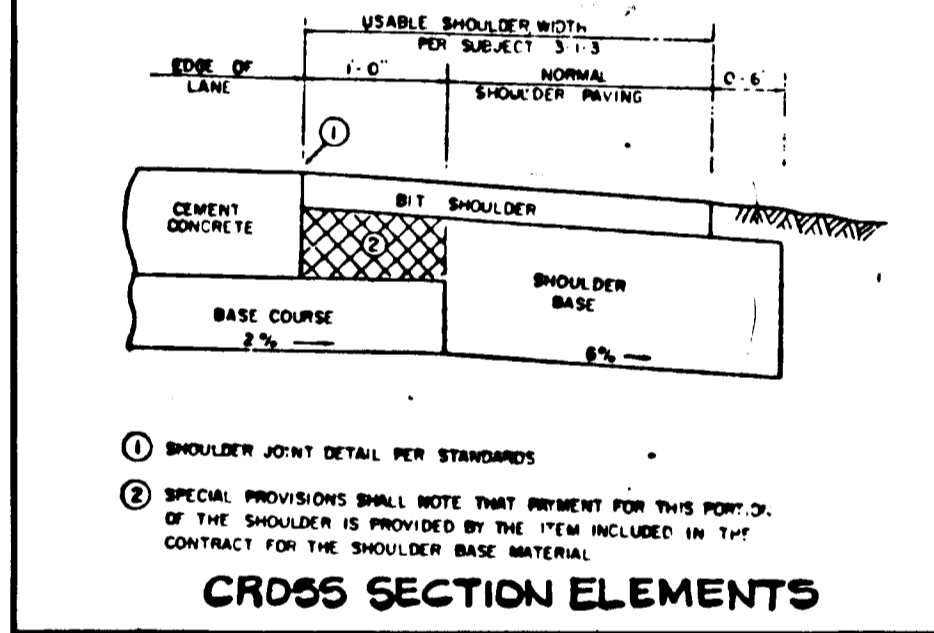 USABLE SHOULDER WIDTH
PER SUBJECT 3-1-3
EDGE OF
LANE
1'-0"
NORMAL
SHOULDER PAVING
0-6
1
CEMENT
CONCRETE
BIT SHOULDER
2
SHOULDER
BASE
BASE COURSE
2%
6%
1 SHOULDER JOINT DETAIL PER STANDARDS
2 SPECIAL PROVISIONS SHALL NOTE THAT PAYMENT FOR THIS PORTION
OF THE SHOULDER IS PROVIDED BY THE ITEM INCLUDED IN THE
CONTRACT FOR THE SHOULDER BASE MATERIAL
CROSS SECTION ELEMENTS